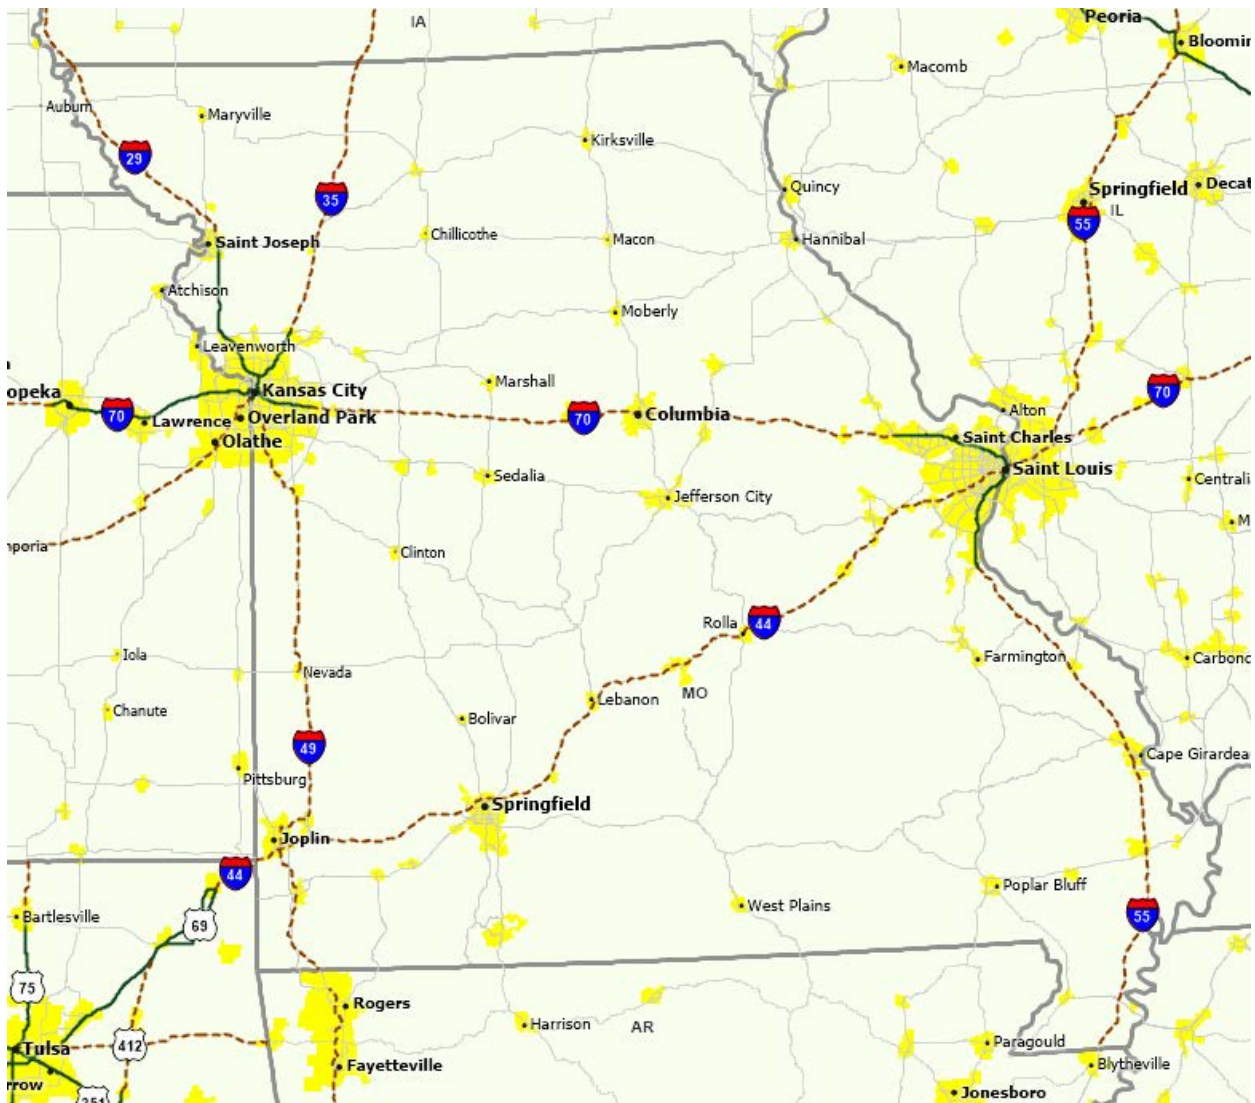 IA
Peoria
Bloomin
Macomb
Auburn
Maryville
29
Kirksville
35
Quincy
Springfield
Decat
IL
55
Saint Joseph
Chillicothe
Macon
Hannibal
Atchison
Moberly
Leavenworth
Marshall
Kansas City
opeka
70
Lawrence
Overland Park
70
Columbia
70
Alton
Olathe
Saint Charles
Saint Louis
Sedalia
Jefferson City
Centrali
M
mporia
Clinton
Rolla
44
Iola
Nevada
MO
Farmington
Carbonc
Chanute
Bolivar
Lebanon
49
Cape Girardea
Pittsburg
Springfield
Joplin
44
Poplar Bluff
Bartlesville
69
West Plains
55
75
Rogers
Harrison
AR
412
Tulsa
Paragould
Fayetteville
Blytheville
rrow
351
Jonesboro